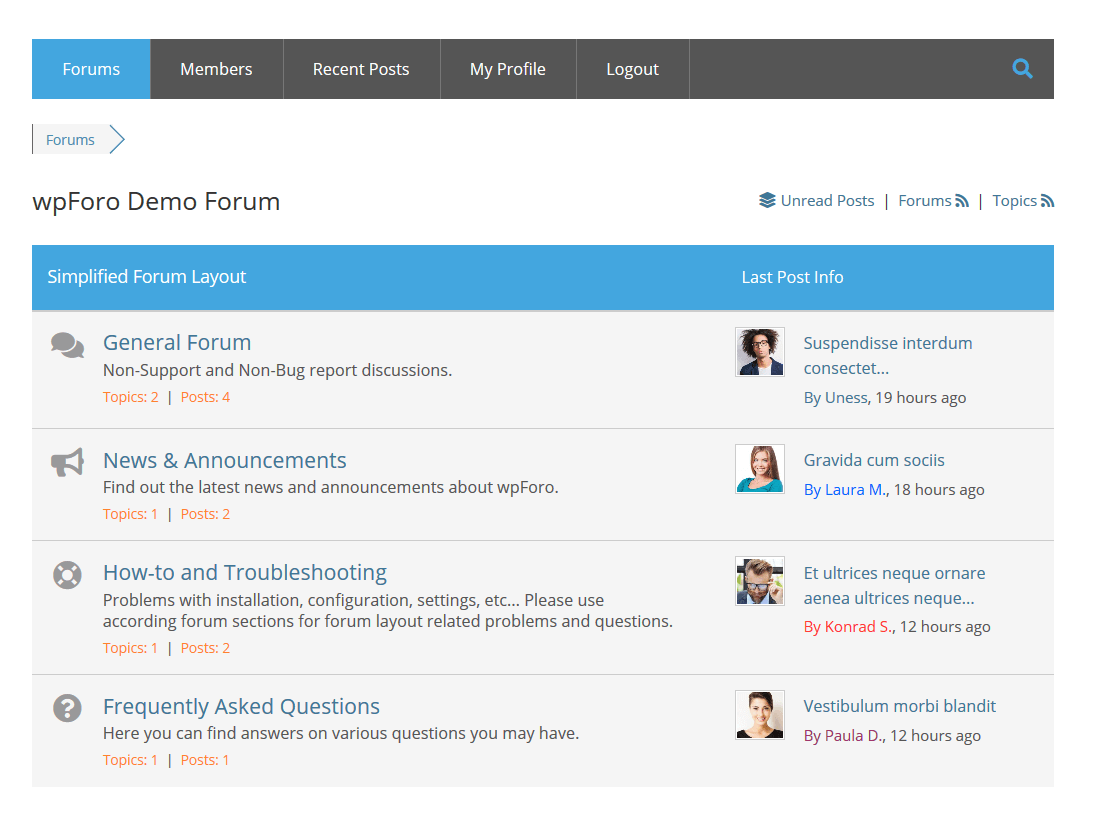 Forums Members Recent Posts My Profile Logout
Forums
wpForo Demo Forum
Unread Posts | Forums | Topics
Simplified Forum Layout Last Post Info
General Forum
Non-Support and Non-Bug report discussions.
Topics: 2 | Posts: 4
Suspendisse interdum
consectet...
By Uness, 19 hours ago
News & Announcements
Find out the latest news and announcements about wpForo.
Topics: 1 | Posts: 2
Gravida cum sociis
By Laura M., 18 hours ago
How-to and Troubleshooting
Problems with installation, configuration, settings, etc... Please use
according forum sections for forum layout related problems and questions.
Topics: 1 | Posts: 2
Et ultrices neque ornare
aenea ultrices neque...
By Konrad S., 12 hours ago
Frequently Asked Questions
Here you can find answers on various questions you may have.
Topics: 1 | Posts: 1
Vestibulum morbi blandit
By Paula D., 12 hours ago